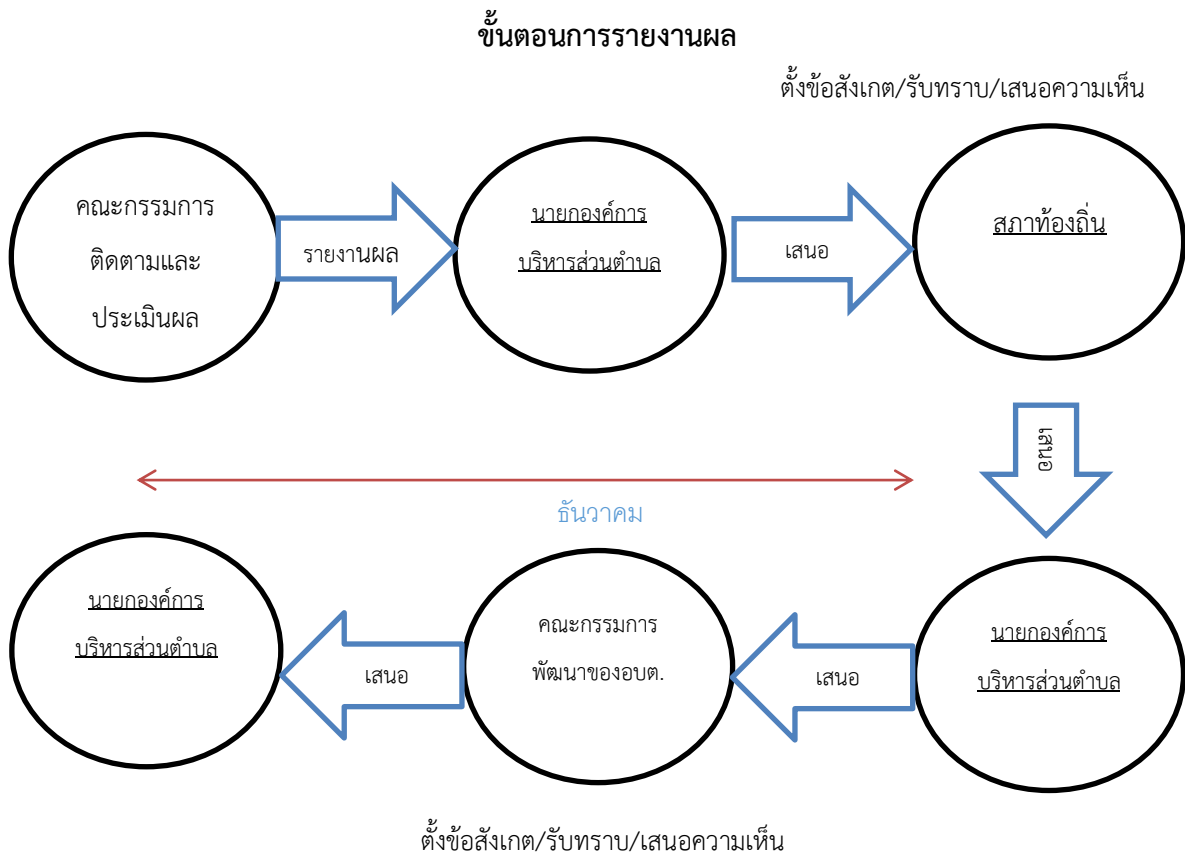 ขั้นตอนการรายงานผล
ตั้งข้อสังเกต/รับทราบ/เสนอความเห็น
คณะกรรมการ
ติดตามและ
ประเมินผล
รายงานผล
นายกองค์การ
บริหารส่วนตำบล
เสนอ
สภาท้องถิ่น
เสนอ
ธันวาคม
นายกองค์การ
บริหารส่วนตำบล
เสนอ
คณะกรรมการ
พัฒนาของอบต.
เสนอ
นายกองค์การ
บริหารส่วนตำบล
ตั้งข้อสังเกต/รับทราบ/เสนอความเห็น